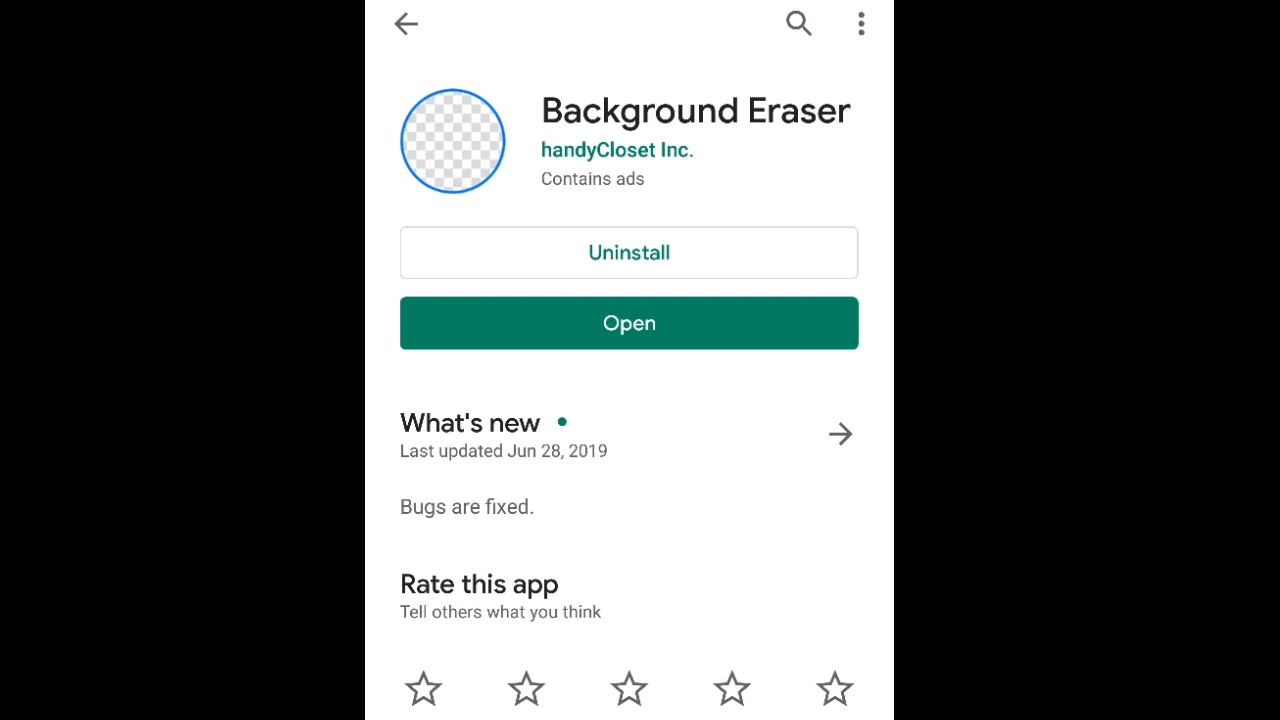 Background Eraser
handyCloset Inc.
Contains ads
Uninstall
Open
What's new
Last updated Jun 28, 2019
Bugs are fixed.
Rate this app
Tell others what you think